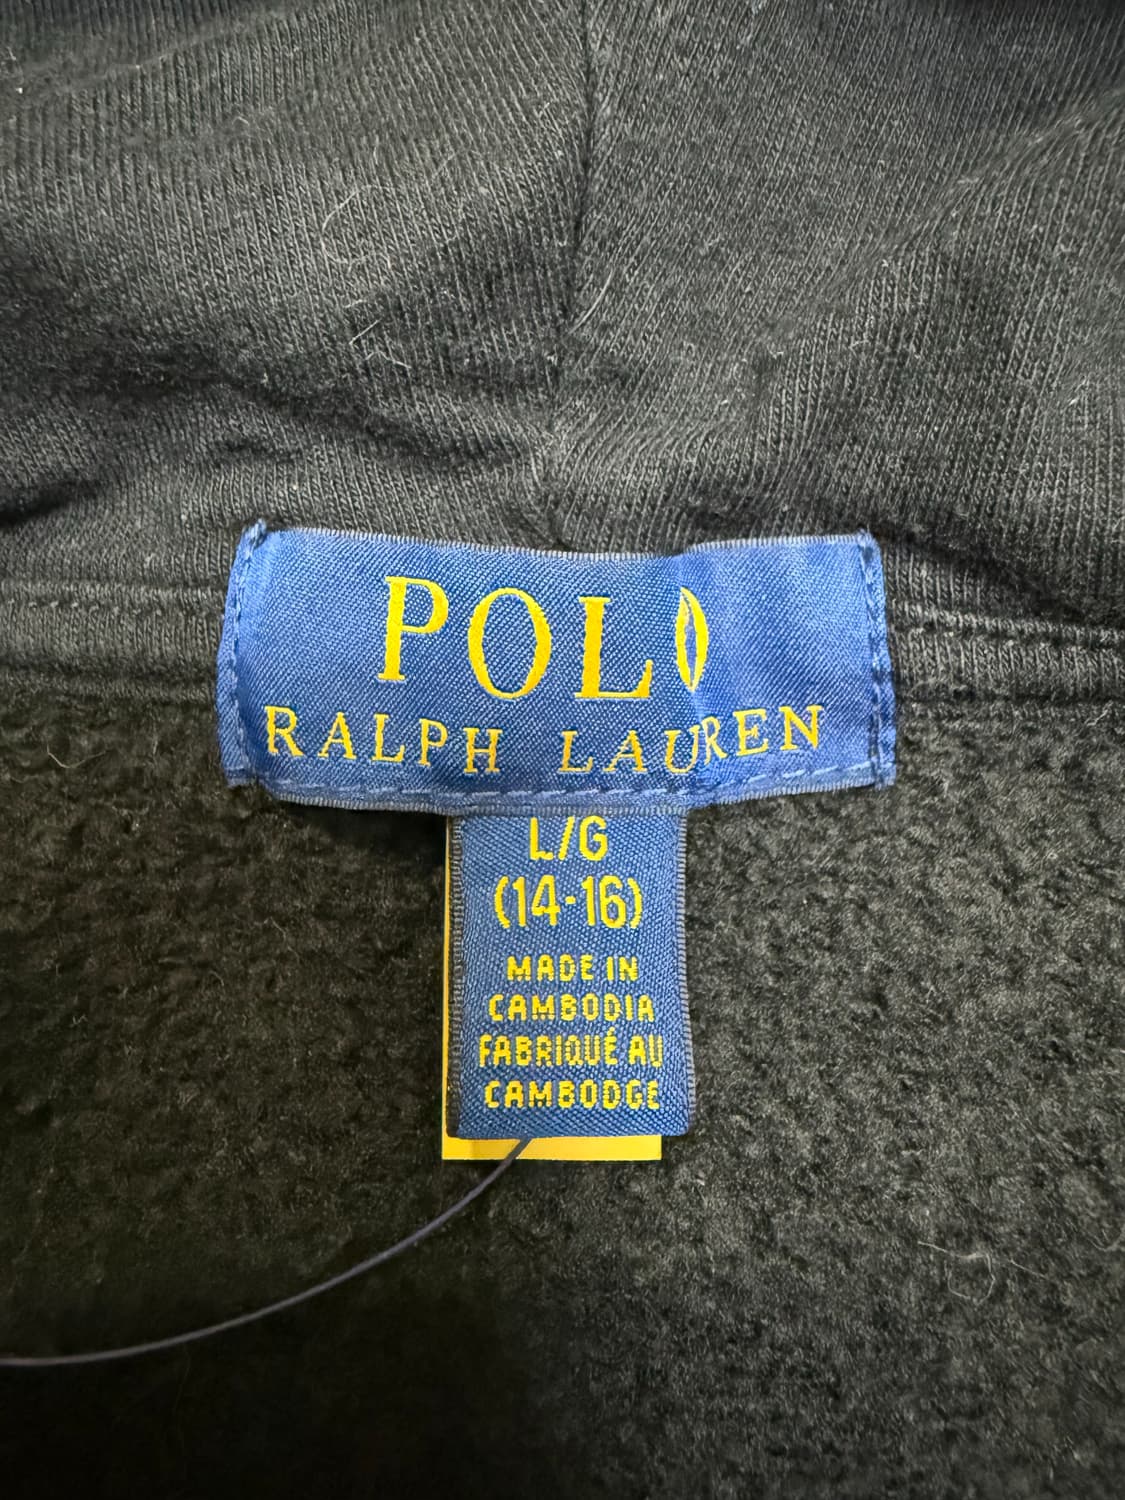 POLO
RALPH LAUREN
L/G
(14-16)
MADE IN
CAMBODIA
FABRIQUÉ AU
CAMBODGE